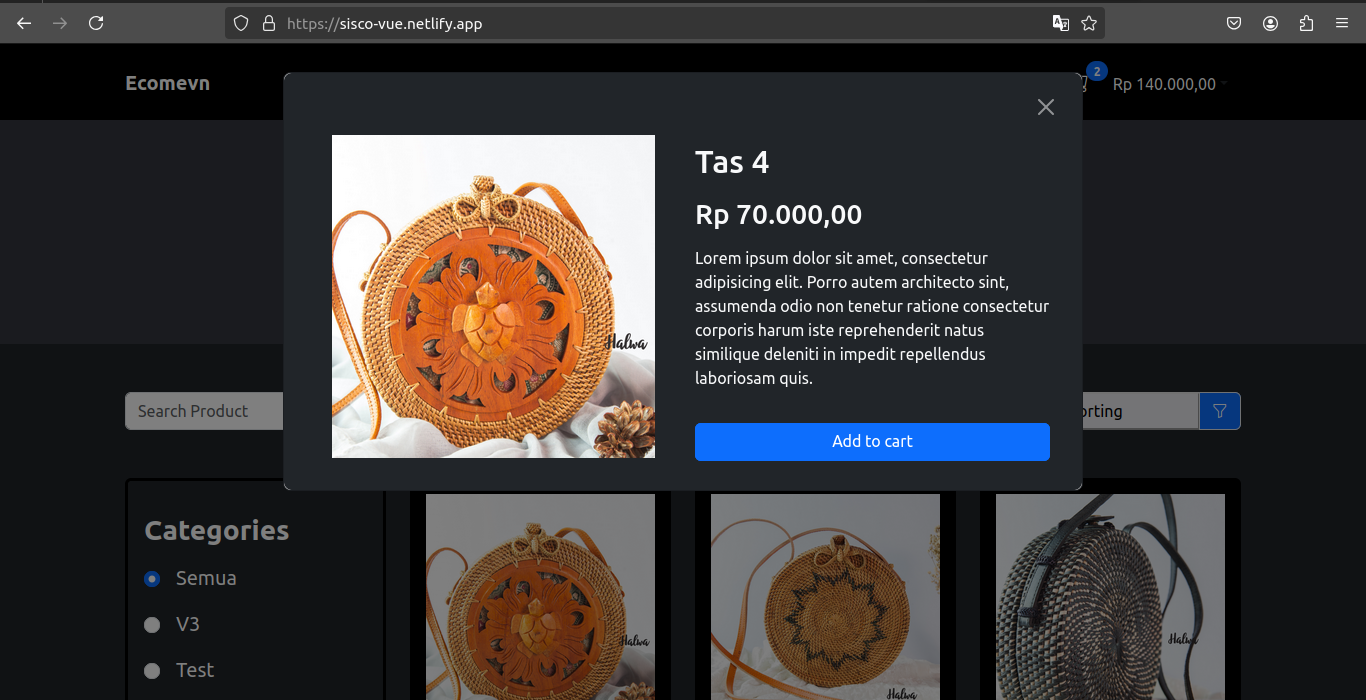 https://sisco-vue.netlify.app
Ecomevn
2
Rp 140.000,00
Tas 4
Rp 70.000,00
Lorem ipsum dolor sit amet, consectetur
adipisicing elit. Porro autem architecto sint,
assumenda odio non tenetur ratione consectetur
corporis harum iste reprehenderit natus
similique deleniti in impedit repellendus
laboriosam quis.
Add to cart
Halwa
Search Product
orting
Categories
Semua
V3
Test
Halwa
Halwa
Halwa